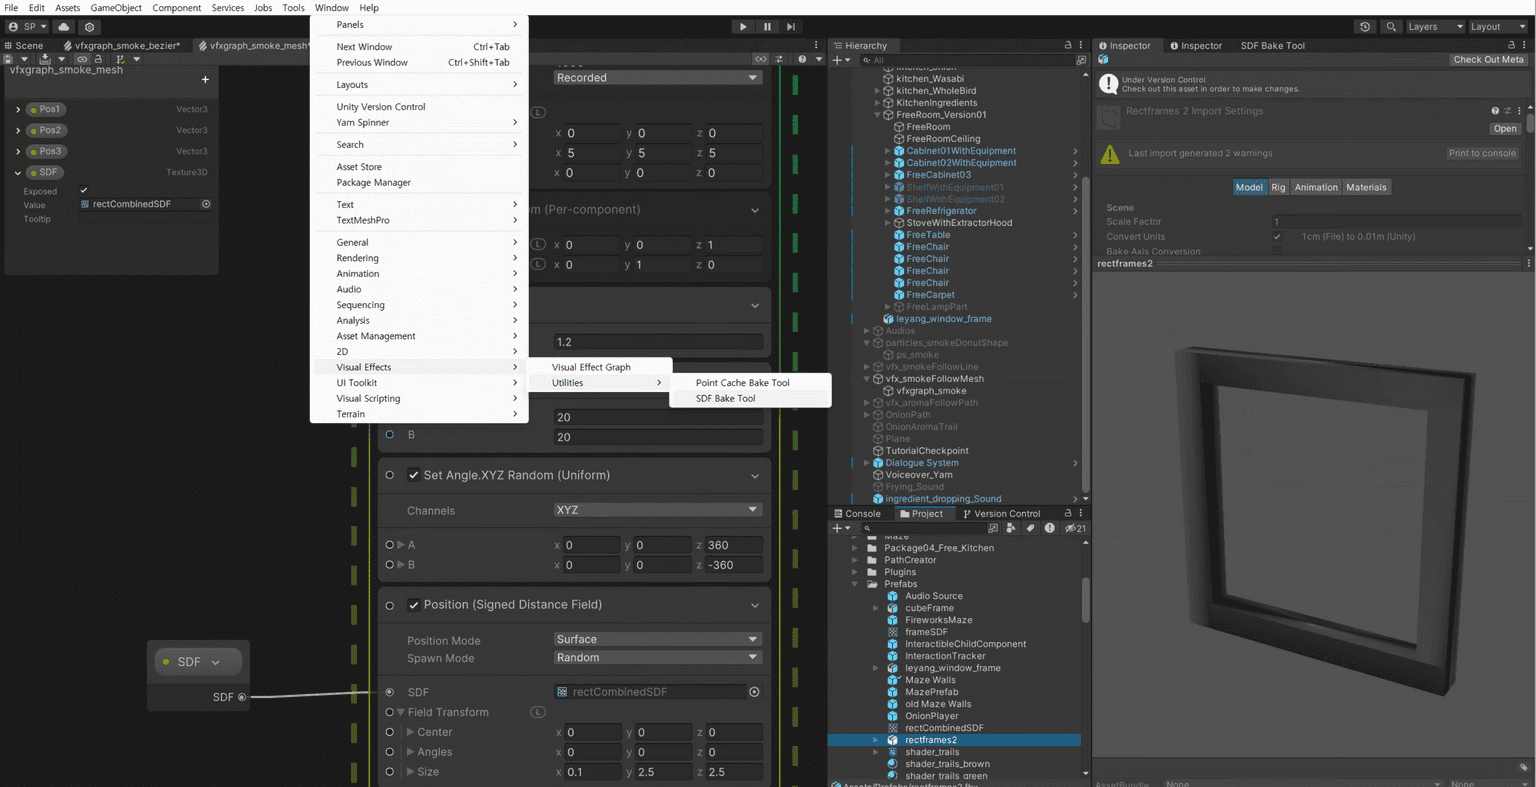 File Edit Assets GameObject Component Services Jobs Tools Window Help
SP
Layers
Layout
Scene
vfxgraph_smoke_bezier*
vfxgraph_smoke_mesh*
vfxgraph_smoke_mesh
+
Pos1 Vector3
Pos2 Vector3
Pos3 Vector3
SDF Texture3D
Exposed
Value rectCombinedSDF
Tooltip
Panels
Next Window Ctrl+Tab
Previous Window Ctrl+Shift+Tab
Layouts
Unity Version Control
Yarn Spinner
Search
Asset Store
Package Manager
Text
TextMeshPro
General
Rendering
Animation
Audio
Sequencing
Analysis
Asset Management
2D
Visual Effects
UI Toolkit
Visual Scripting
Terrain
Visual Effect Graph
Utilities
Point Cache Bake Tool
SDF Bake Tool
Recorded
L
x 0 y 0 z 0
x 5 y 5 z 5
x 0 y 0 z 0
m (Per-component)
L x 0 y 0 z 1
L x 0 y 1 z 0
1.2
20
B 20
Set Angle.XYZ Random (Uniform)
Channels XYZ
A x 0 y 0 z 360
B x 0 y 0 z -360
Position (Signed Distance Field)
Position Mode Surface
Spawn Mode Random
SDF rectCombinedSDF
Field Transform L
Center x 0 y 0 z 0
Angles x 0 y 0 z 0
Size x 0.1 y 2.5 z 2.5
SDF
SDF
Hierarchy
All
kitchen_Wasabi
kitchen_WholeBird
KitchenIngredients
FreeRoom_Version01
FreeRoom
FreeRoomCeiling
Cabinet01WithEquipment
Cabinet02WithEquipment
FreeCabinet03
ShellWithEquipment01
ShellWithEquipment02
FreeRefrigerator
StoveWithExtractorHood
FreeTable
FreeChair
FreeChair
FreeChair
FreeChair
FreeCarpet
FreeLampPart
leyang_window_frame
Audios
particles_smokeDonutShape
ps_smoke
vfx_smokeFollowLine
vfx_smokeFollowMesh
vfxgraph_smoke
vfx_aromaFollowPath
OnionPath
OnionAromaTrail
Plane
TutorialCheckpoint
Dialogue System
Voiceover_Yarn
Frying_Sound
ingredient_dropping_Sound
Console Project Version Control
21
Maze
Package04_Free_Kitchen
PathCreator
Plugins
Prefabs
Audio Source
cubeFrame
FireworksMaze
frameSDF
InteractibleChildComponent
InteractionTracker
leyang_window_frame
Maze Walls
MazePrefab
old Maze Walls
OnionPlayer
rectCombinedSDF
rectframes2
shader_trails
shader_trails_brown
shader_trails_green
Assets/Prefabs/rectframes2.fbx
Inspector Inspector SDF Bake Tool
Check Out Meta
Under Version Control
Check out this asset in order to make changes.
Rectframes 2 Import Settings
Open
Last import generated 2 warnings
Print to console
Model Rig Animation Materials
Scene
Scale Factor 1
Convert Units 1cm (File) to 0.01m (Unity)
Bake Axis Conversion
rectframes2
AssetBundle None None